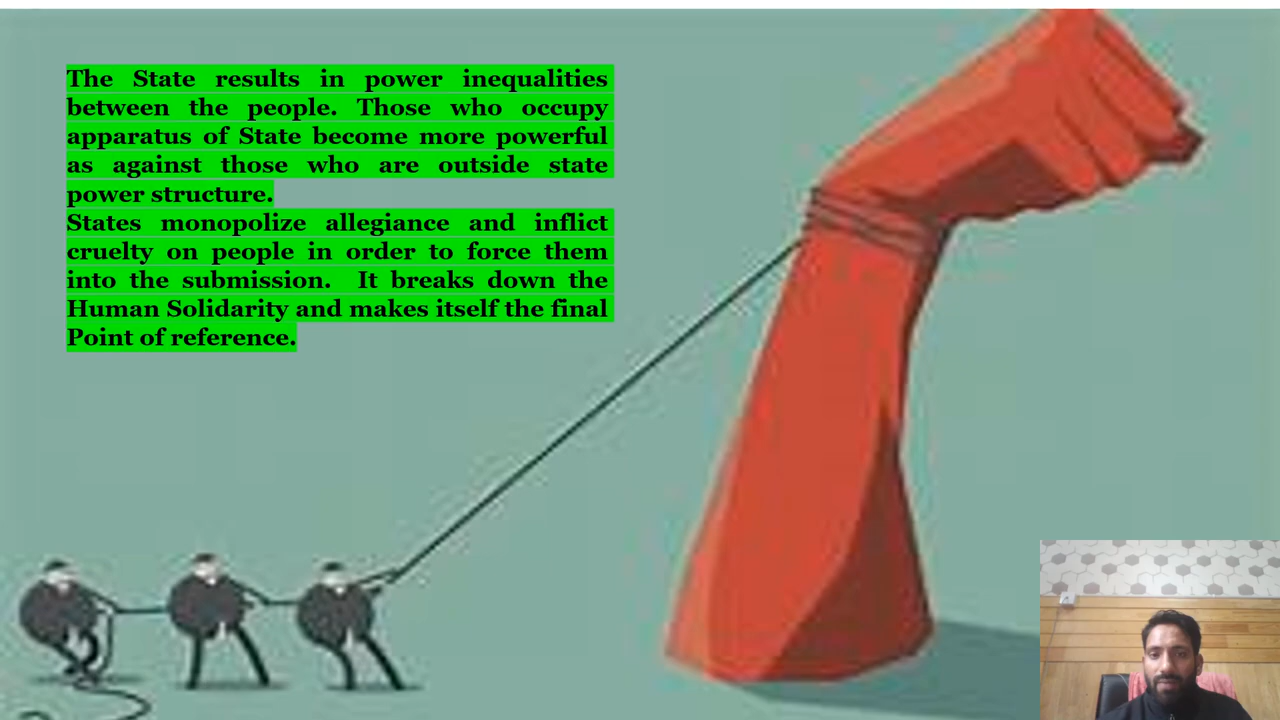 The State results in power inequalities
between the people. Those who occupy
apparatus of State become more powerful
as against those who are outside state
power structure.
States monopolize allegiance and inflict
cruelty on people in order to force them
into the submission. It breaks down the
Human Solidarity and makes itself the final
Point of reference.